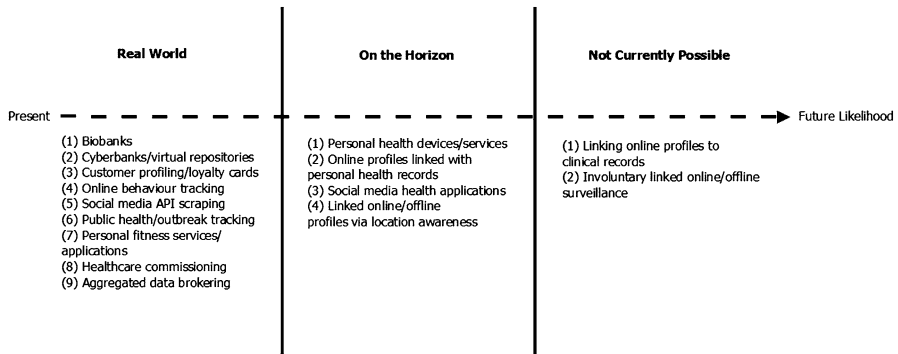 Real World
On the Horizon
Not Currently Possible
Present
Future Likelihood
(1) Biobanks
(2) Cyberbanks/virtual repositories
(3) Customer profiling/loyalty cards
(4) Online behaviour tracking
(5) Social media API scraping
(6) Public health/outbreak tracking
(7) Personal fitness services/
applications
(8) Healthcare commissioning
(9) Aggregated data brokering
(1) Personal health devices/services
(2) Online profiles linked with
personal health records
(3) Social media health applications
(4) Linked online/offline
profiles via location awareness
(1) Linking online profiles to
clinical records
(2) Involuntary linked online/offline
surveillance